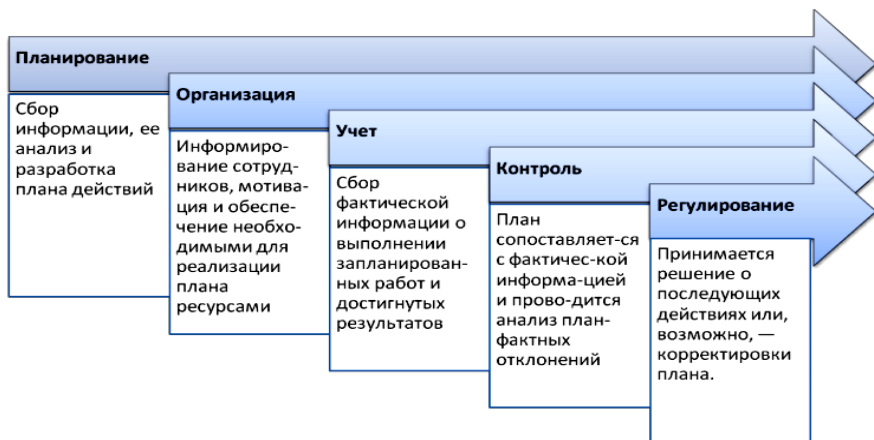 Планирование
Сбор
информации, ее
анализ и
разработка
плана действий
Организация
Информиро-
вание сотруд-
ников, мотива-
ция и обеспе-
чение необхо-
димыми для
реализации
плана
ресурсами
Учет
Сбор
фактической
информации о
выполнении
запланирован-
ных работ и
достигнутых
результатов
Контроль
План
сопоставляет-ся
с фактичес-кой
информа-цией
и прово-дится
анализ план-
фактных
отклонений
Регулирование
Принимается
решение о
последующих
действиях или,
возможно, —
корректировки
плана.